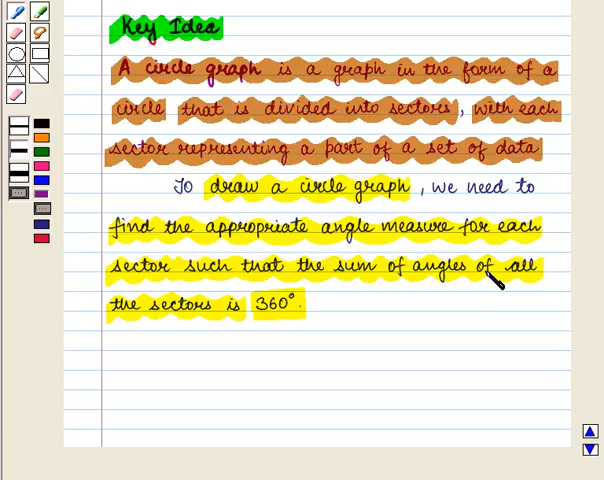 Key Idea
A circle graph is a graph in the form of a
circle that is divided into sectors, with each
sector representing a part of a set of data
To draw a circle graph, we need to
find the appropriate angle measure for each
sector such that the sum of angles of all
the sectors is 360°.